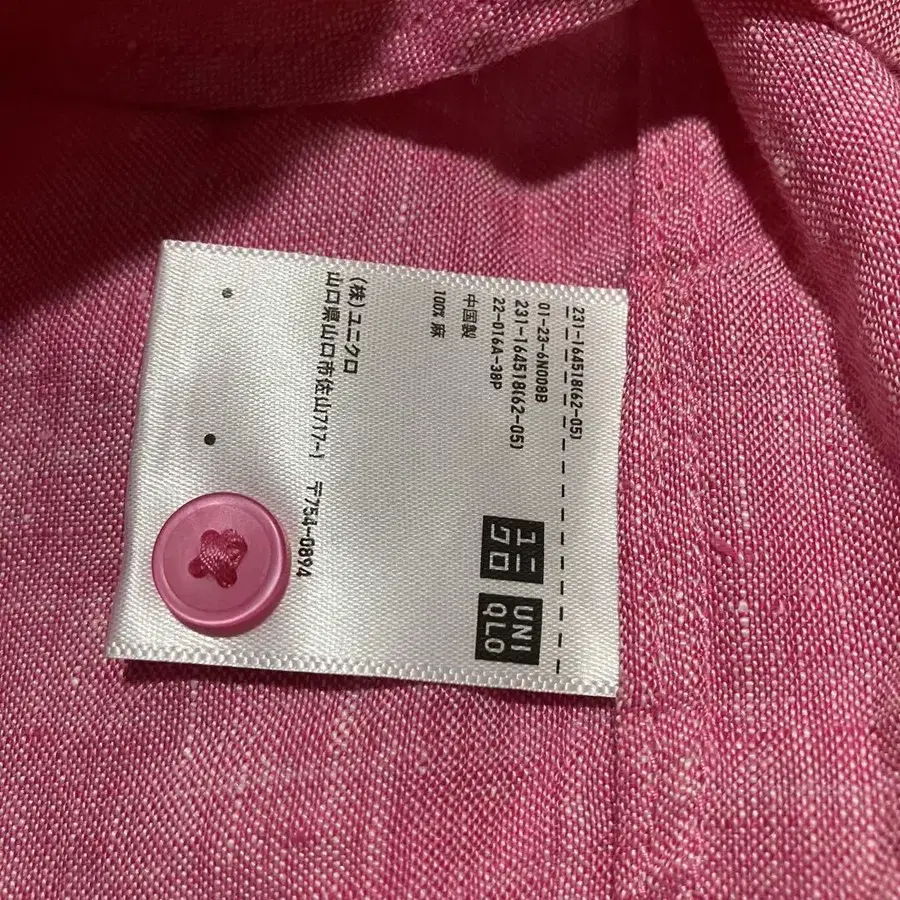 231-164518(62-05)
ユニ
クロ
UNI
QLO
01-23-6N008B
231-164518(62-05)
22-016A-38P
中国製
100% 麻
(株)ユニクロ
山口県山口市佐山717-1 〒754-0894